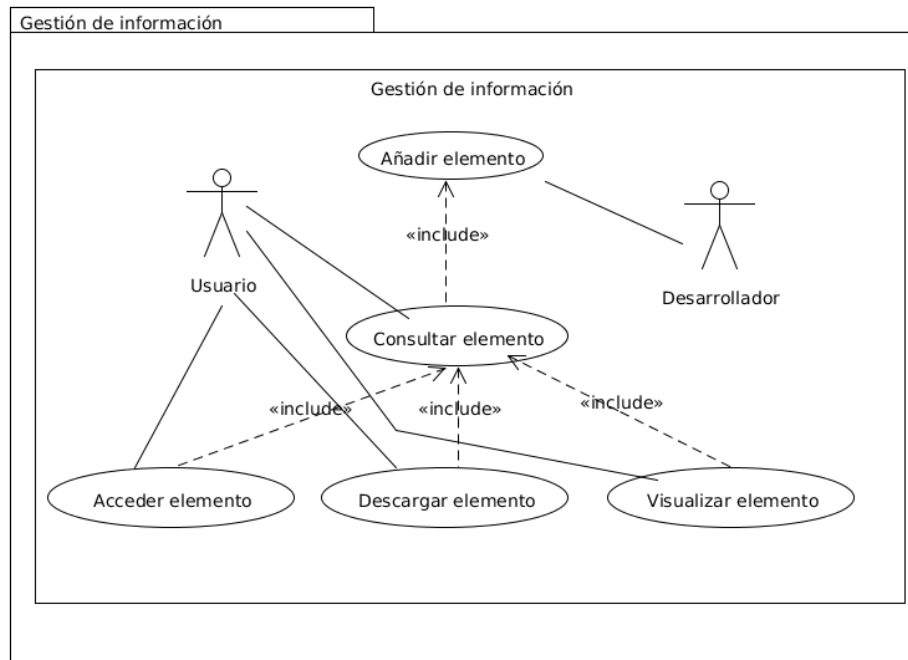 Gestión de información
Gestión de información
Añadir elemento
«include»
Usuario
Desarrollador
Consultar elemento
«include»
«include»
«include»
Acceder elemento
Descargar elemento
Visualizar elemento